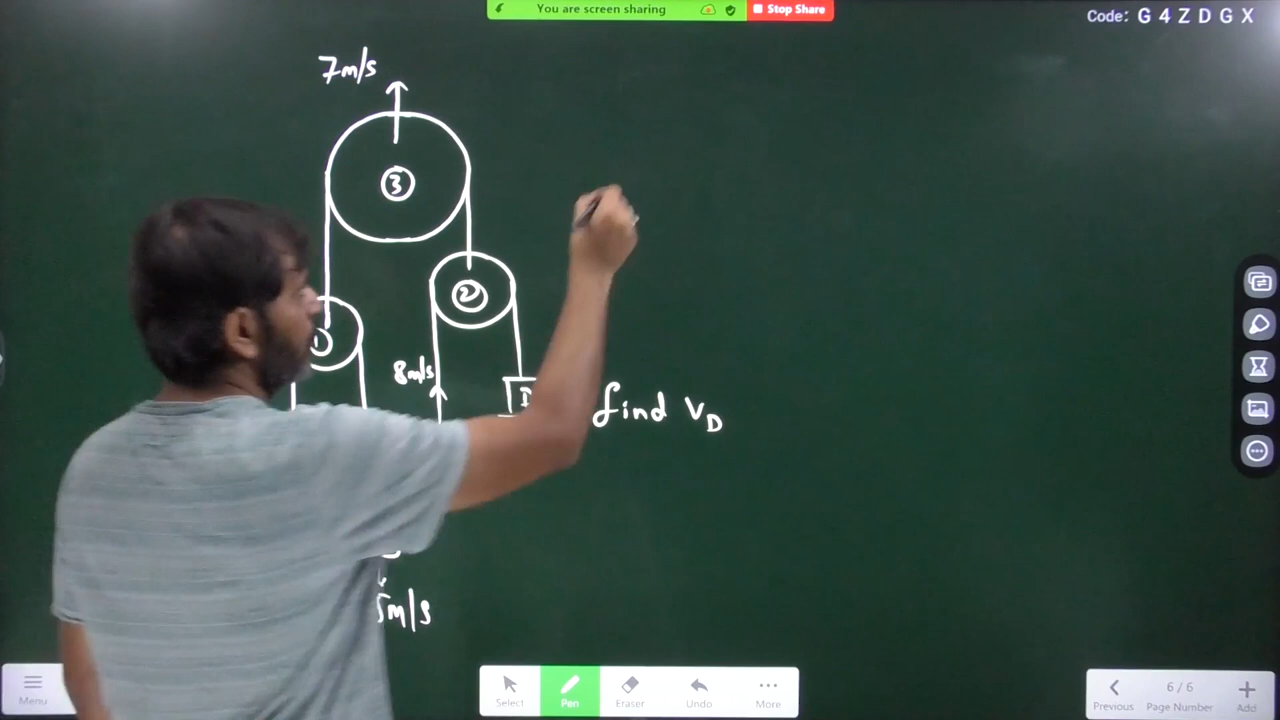 You are screen sharing
Stop Share
Code: G 4 Z D G X
7m/s
3
2
1
8m/s
find VD
5m/s
Menu
Select
Pen
Eraser
Undo
More
Previous
6 / 6
Page Number
Add